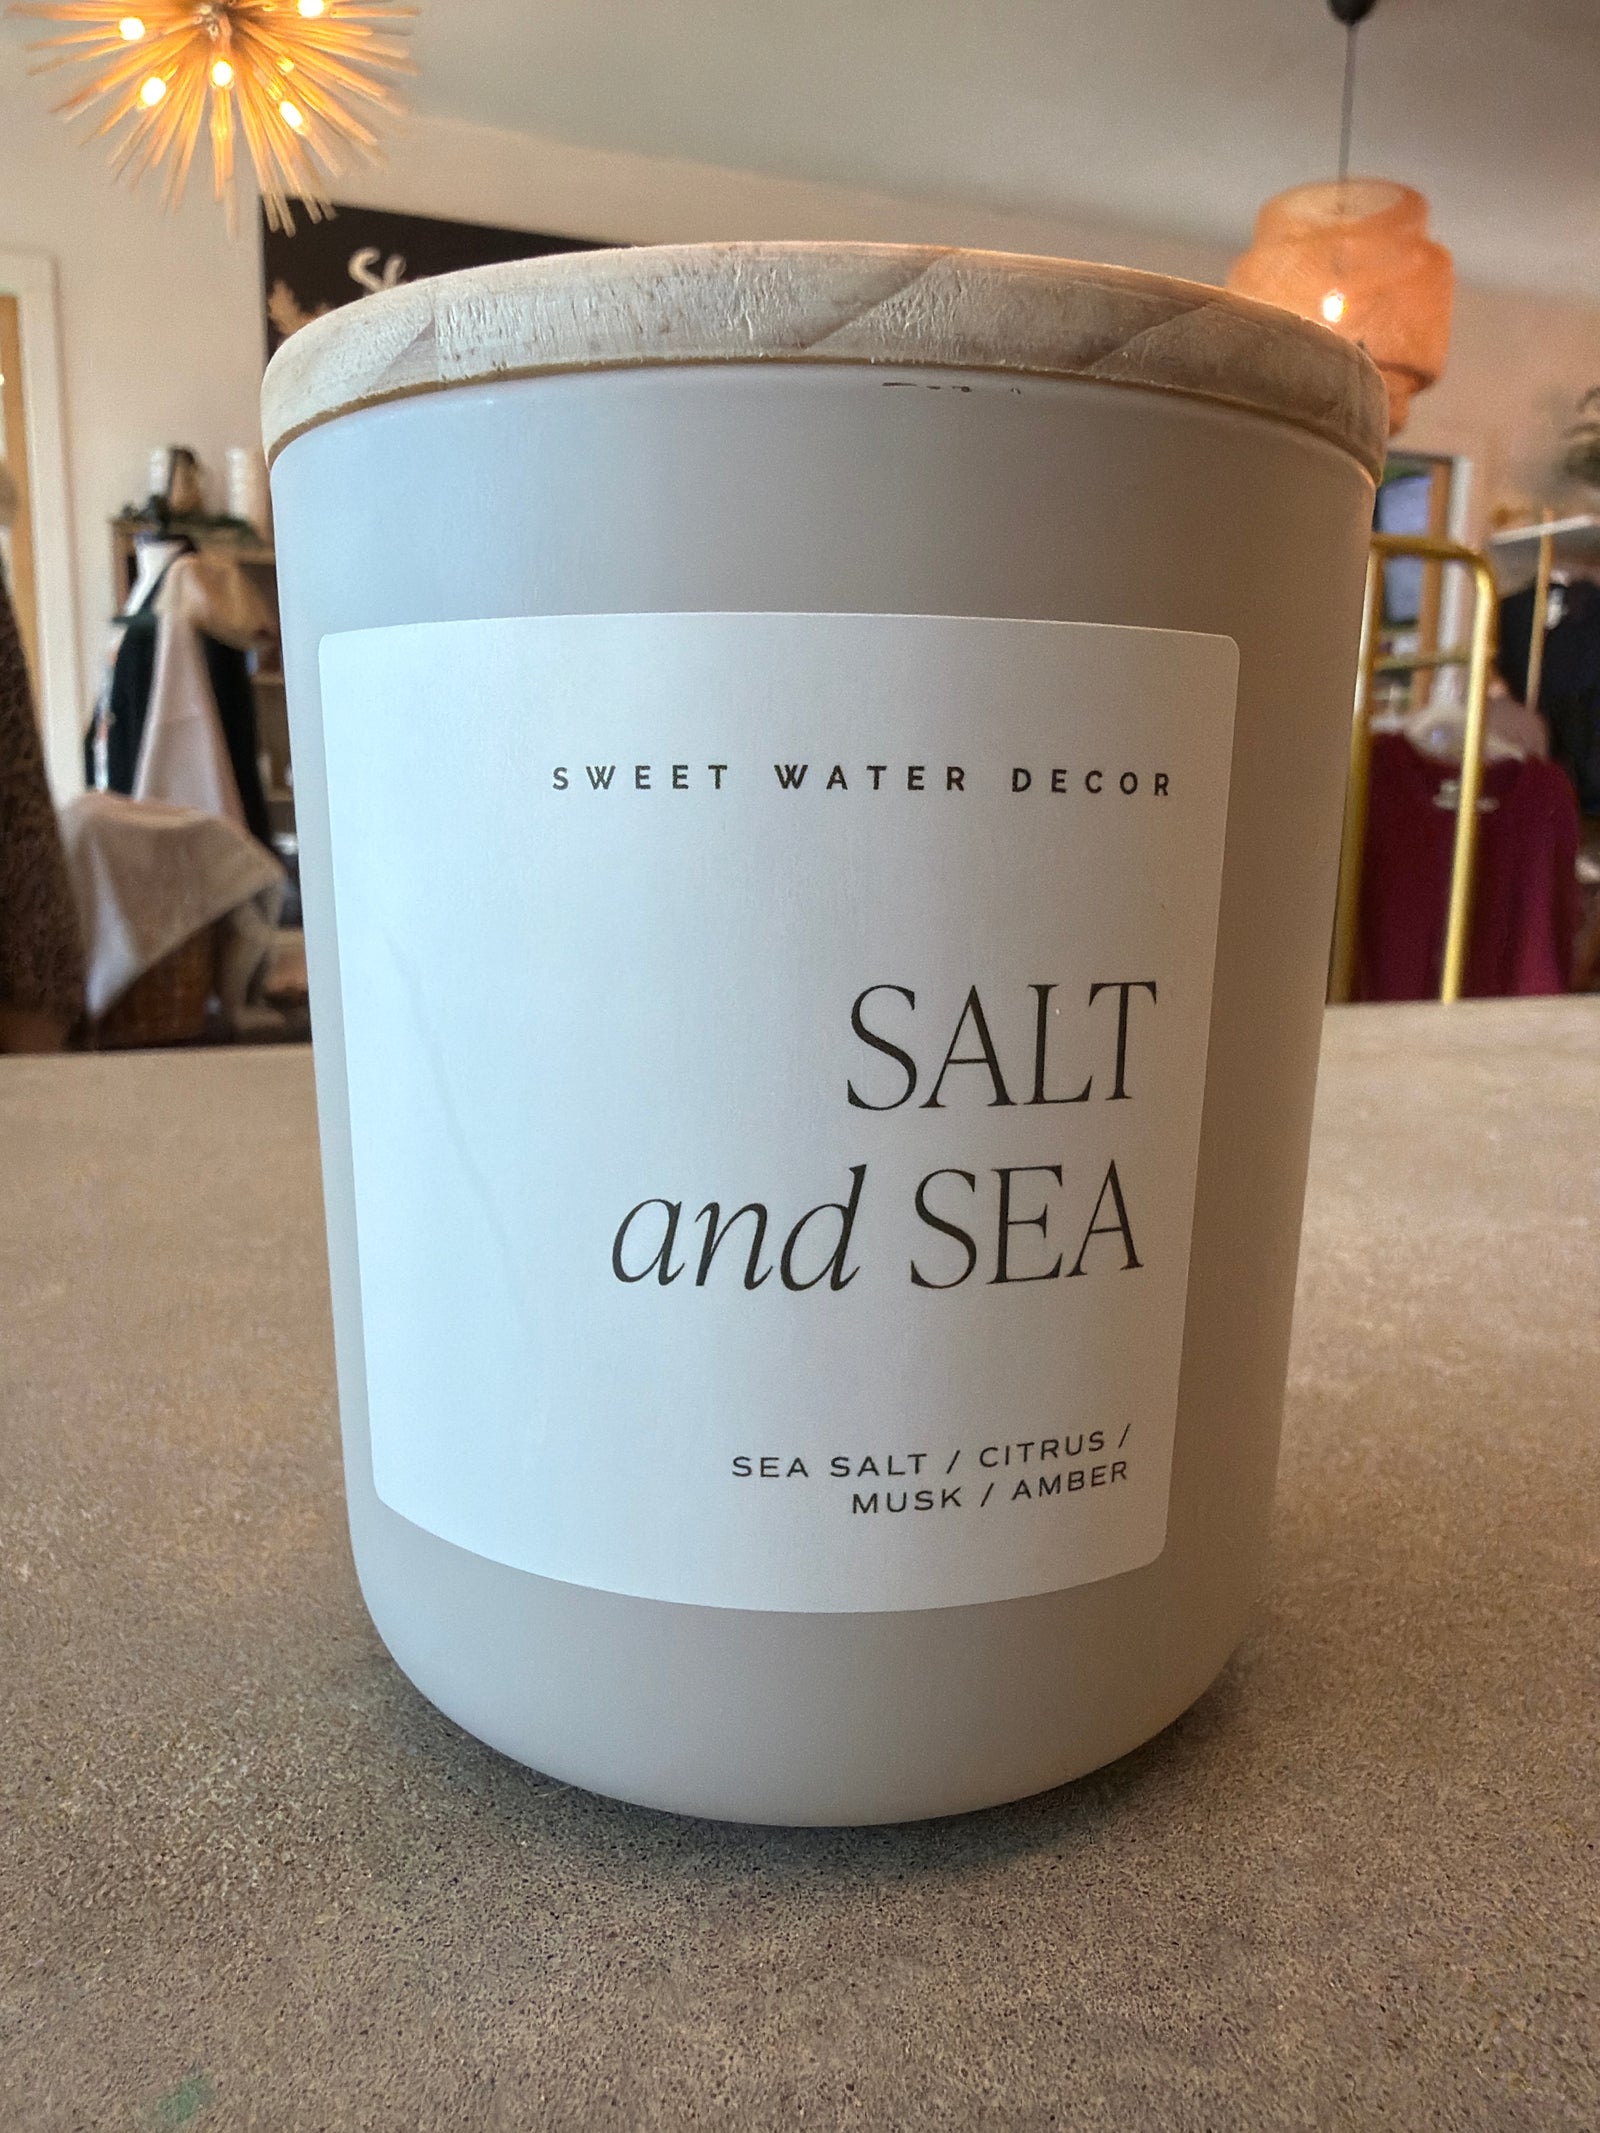 SWEET WATER DECOR
SALT
and SEA
SEA SALT / CITRUS /
MUSK / AMBER